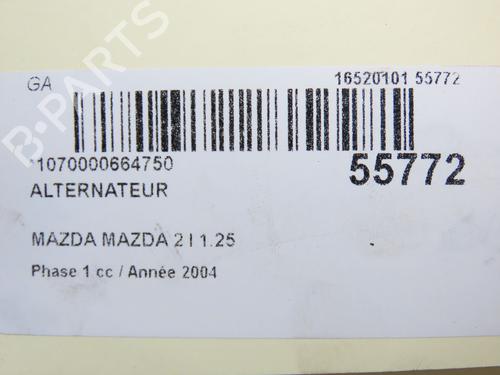 GA
16520101 55772
*1070000664750
55772
ALTERNATEUR
MAZDA MAZDA 2 I 1.25
Phase 1 cc / Année 2004
B-PARTS